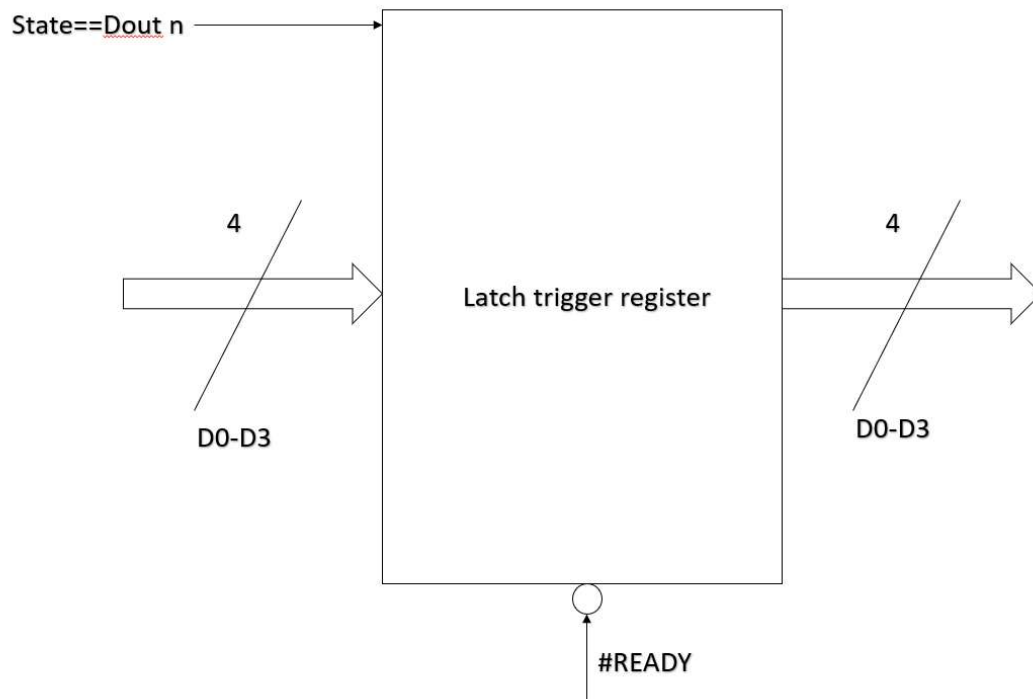 State==Dout n
4
4
Latch trigger register
D0-D3
D0-D3
#READY